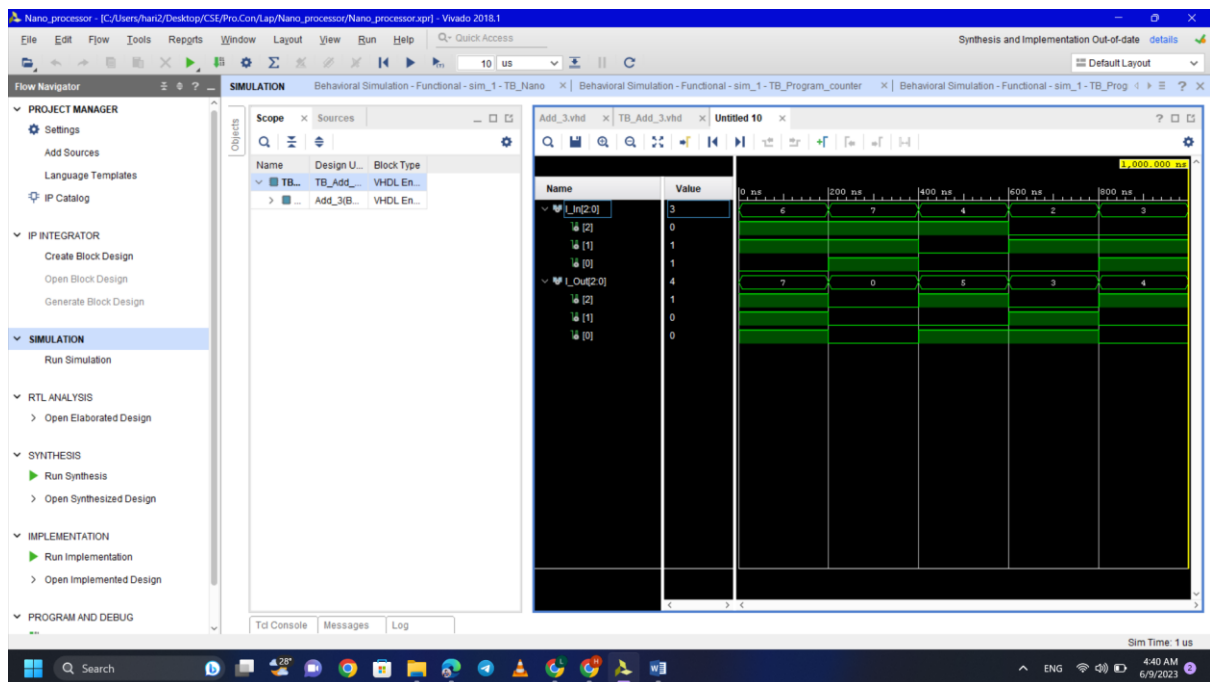 Nano_processor - [C:/Users/hari2/Desktop/CSE/Pro.Con/Lap/Nano_processor/Nano_processor.xpr] - Vivado 2018.1
File Edit Flow Tools Reports Window Layout View Run Help Quick Access
Synthesis and Implementation Out-of-date details
10 us
Default Layout
Flow Navigator
SIMULATION Behavioral Simulation - Functional - sim_1 - TB_Nano Behavioral Simulation - Functional - sim_1 - TB_Program_counter Behavioral Simulation - Functional - sim_1 - TB_Prog
PROJECT MANAGER
Settings
Add Sources
Language Templates
IP Catalog
IP INTEGRATOR
Create Block Design
Open Block Design
Generate Block Design
SIMULATION
Run Simulation
RTL ANALYSIS
Open Elaborated Design
SYNTHESIS
Run Synthesis
Open Synthesized Design
IMPLEMENTATION
Run Implementation
Open Implemented Design
PROGRAM AND DEBUG
Objects
Scope Sources
Name Design U... Block Type
TB... TB_Add_... VHDL En...
... Add_3(B... VHDL En...
Add_3.vhd TB_Add_3.vhd Untitled 10
1,000.000 ns
Name Value 0 ns 200 ns 400 ns 600 ns 800 ns
I_In[2:0] 3 6 7 4 2 3
[2] 0
[1] 1
[0] 1
I_Out[2:0] 4 7 0 5 3 4
[2] 1
[1] 0
[0] 0
Tcl Console Messages Log
Sim Time: 1 us
Search
28°
ENG
4:40 AM
6/9/2023
2